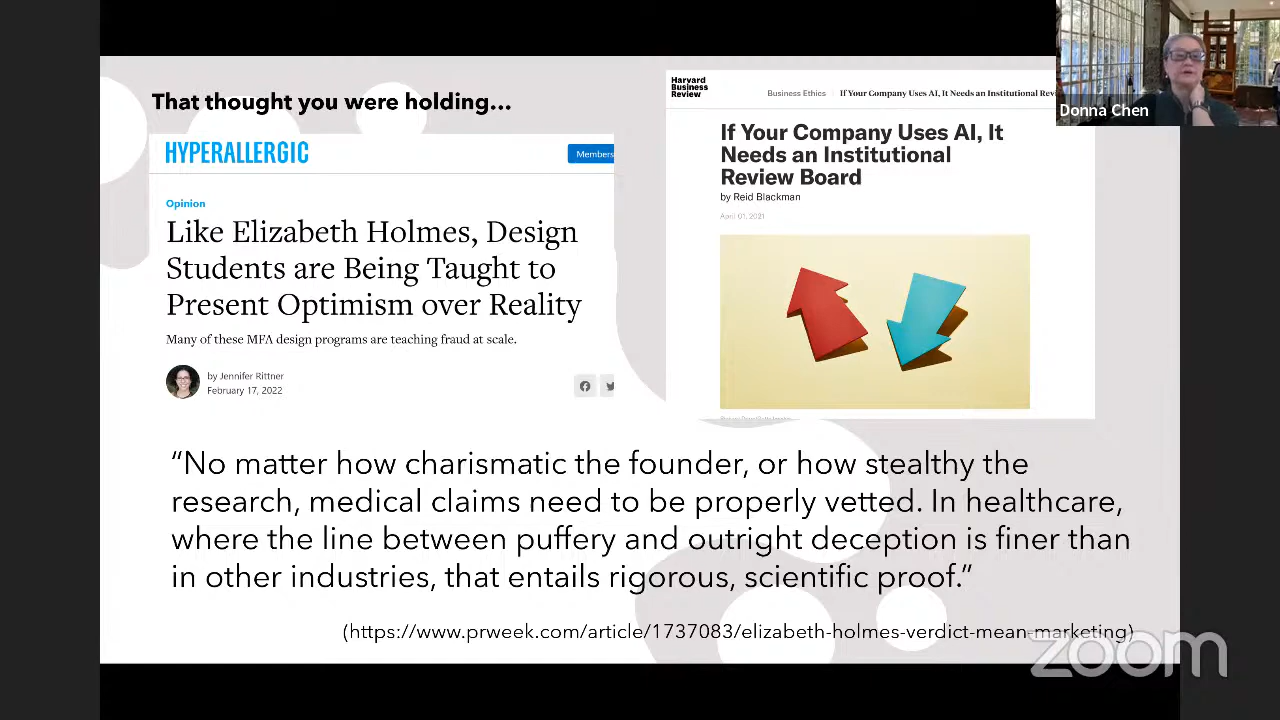 That thought you were holding...
HYPERALLERGIC
Members
Opinion
Like Elizabeth Holmes, Design
Students are Being Taught to
Present Optimism over Reality
Many of these MFA design programs are teaching fraud at scale.
by Jennifer Rittner
February 17, 2022
Harvard
Business
Review
Business Ethics
If Your Company Uses AI, It Needs an Institutional Revi
If Your Company Uses AI, It
Needs an Institutional
Review Board
by Reid Blackman
April 01, 2021
Donna Chen
“No matter how charismatic the founder, or how stealthy the
research, medical claims need to be properly vetted. In healthcare,
where the line between puffery and outright deception is finer than
in other industries, that entails rigorous, scientific proof.”
(https://www.prweek.com/article/1737083/elizabeth-holmes-verdict-mean-marketing)
zoom